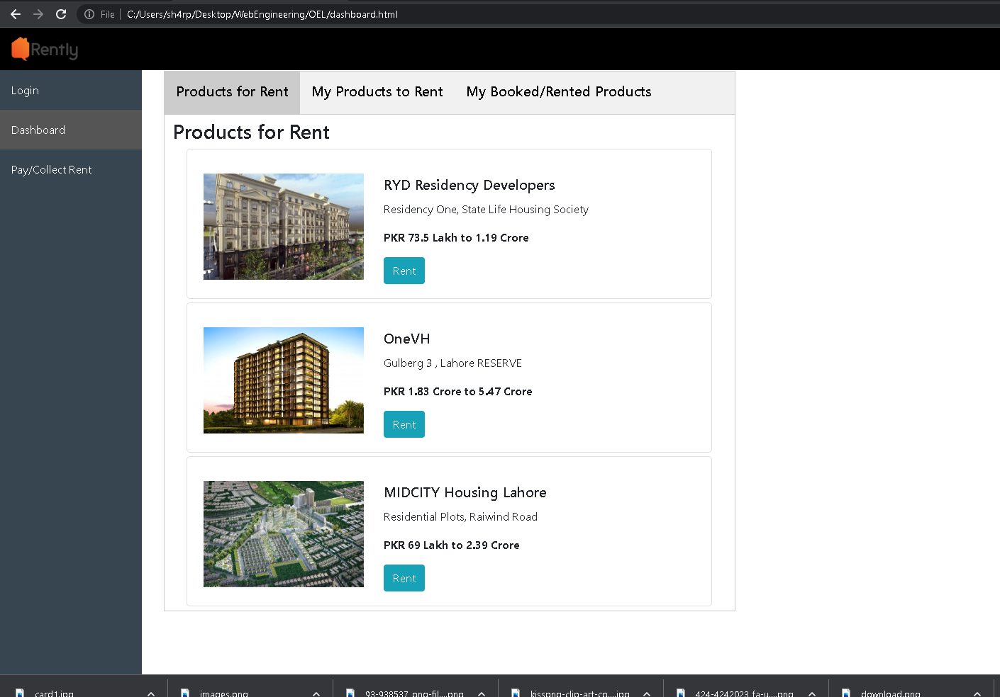 File C:/Users/sh4rp/Desktop/WebEngineering/OEL/dashboard.html
Rently
Login
Dashboard
Pay/Collect Rent
Products for Rent My Products to Rent My Booked/Rented Products
Products for Rent
RYD Residency Developers
Residency One, State Life Housing Society
PKR 73.5 Lakh to 1.19 Crore
Rent
OneVH
Gulberg 3 , Lahore RESERVE
PKR 1.83 Crore to 5.47 Crore
Rent
MIDCITY Housing Lahore
Residential Plots, Raiwind Road
PKR 69 Lakh to 2.39 Crore
Rent
card1.jpg images.png 93-938537_png-fil....png kisspng-clip-art-co....jpg 424-4242023_fa-u....png download.png